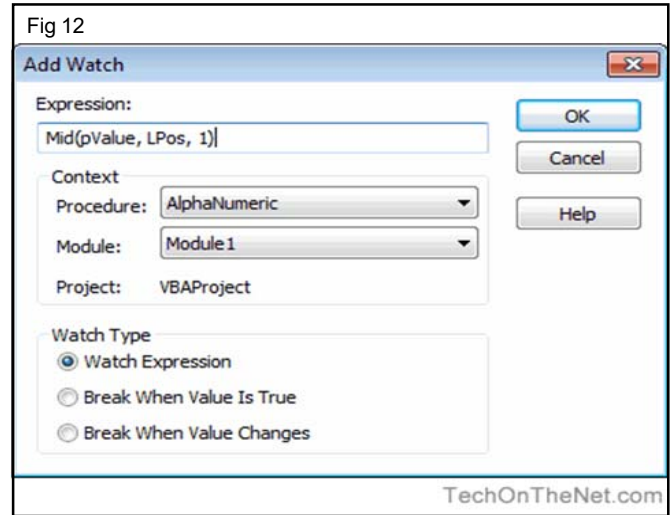 Fig 12
Add Watch
Expression:
Mid(pValue, LPos, 1)
OK
Cancel
Help
Context
Procedure: AlphaNumeric
Module: Module1
Project: VBAProject
Watch Type
Watch Expression
Break When Value Is True
Break When Value Changes
TechOnTheNet.com